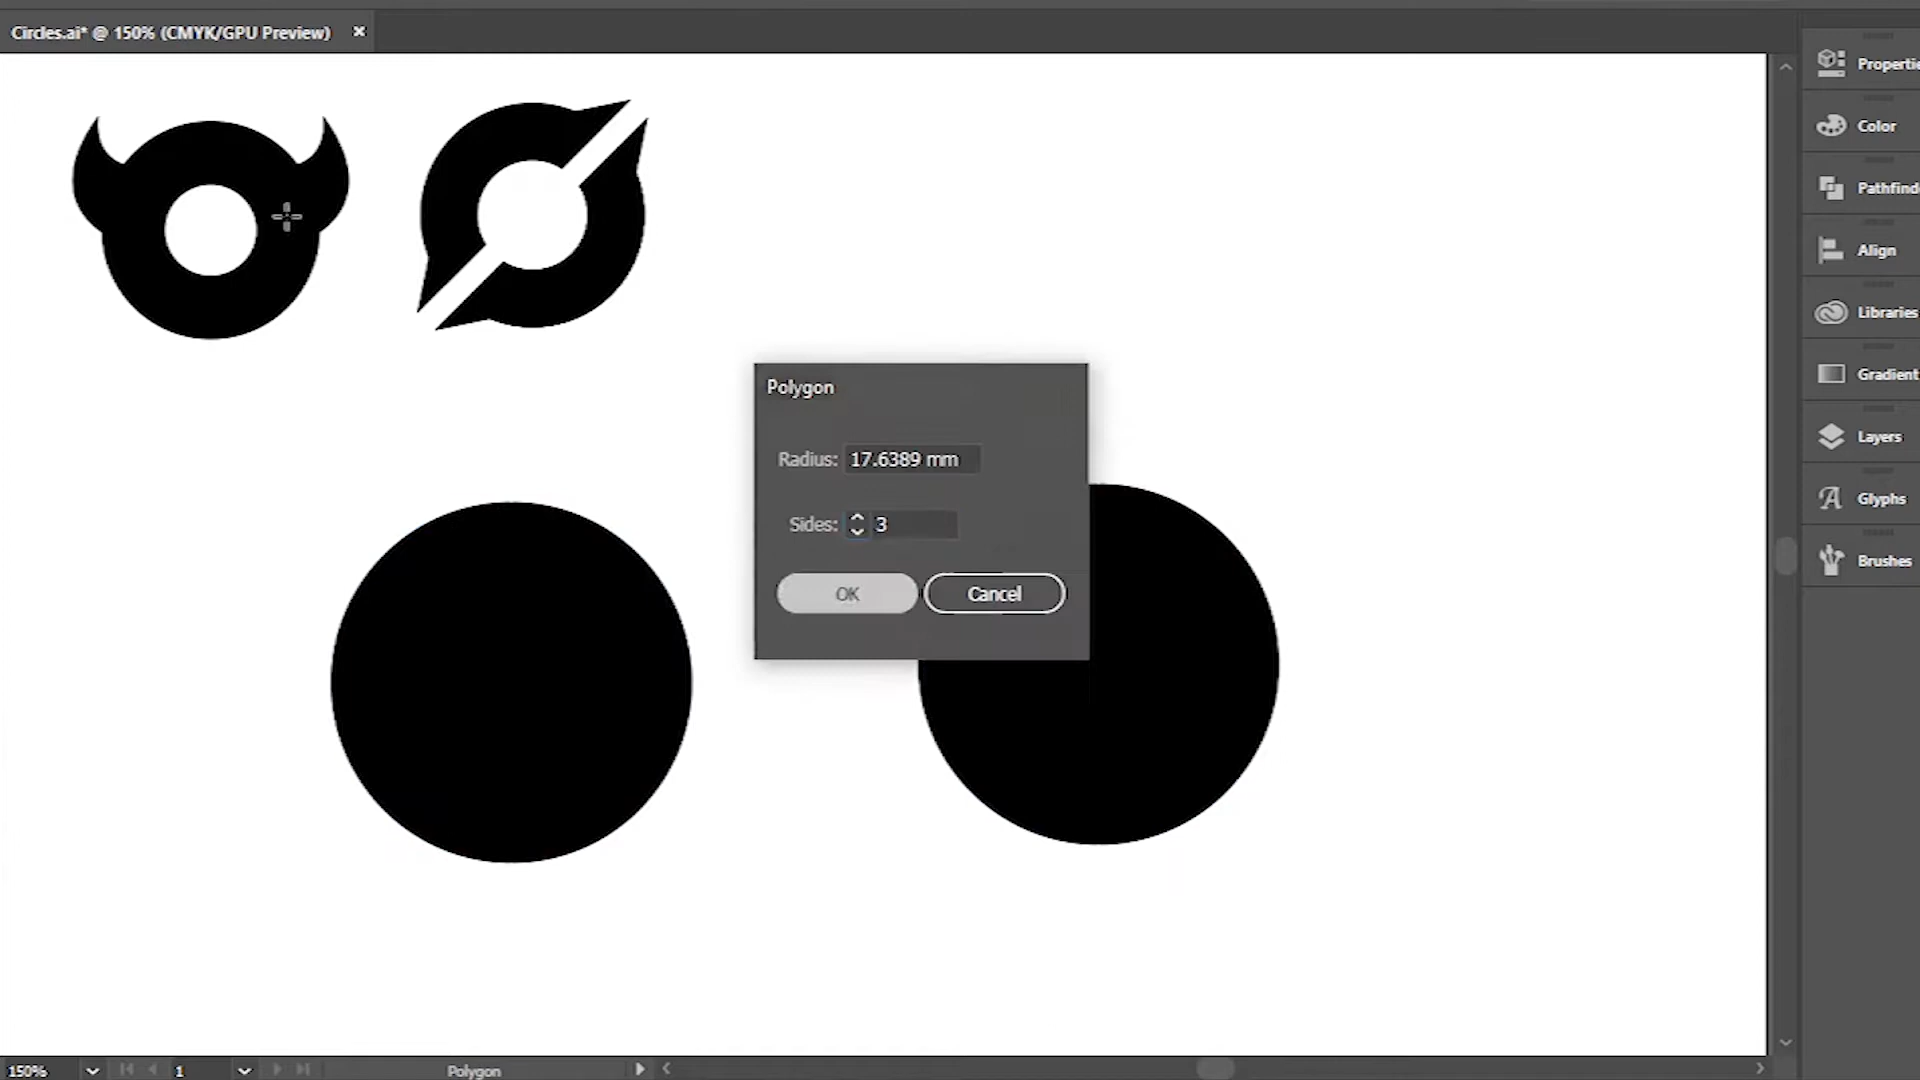 Circles.ai* @ 150% (CMYK/GPU Preview) ×
Propertie
Color
Pathfind
Align
Libraries
Gradient
Layers
Glyphs
Brushes
Polygon
Radius: 17.6389 mm
Sides: 3
OK Cancel
150% 1 Polygon